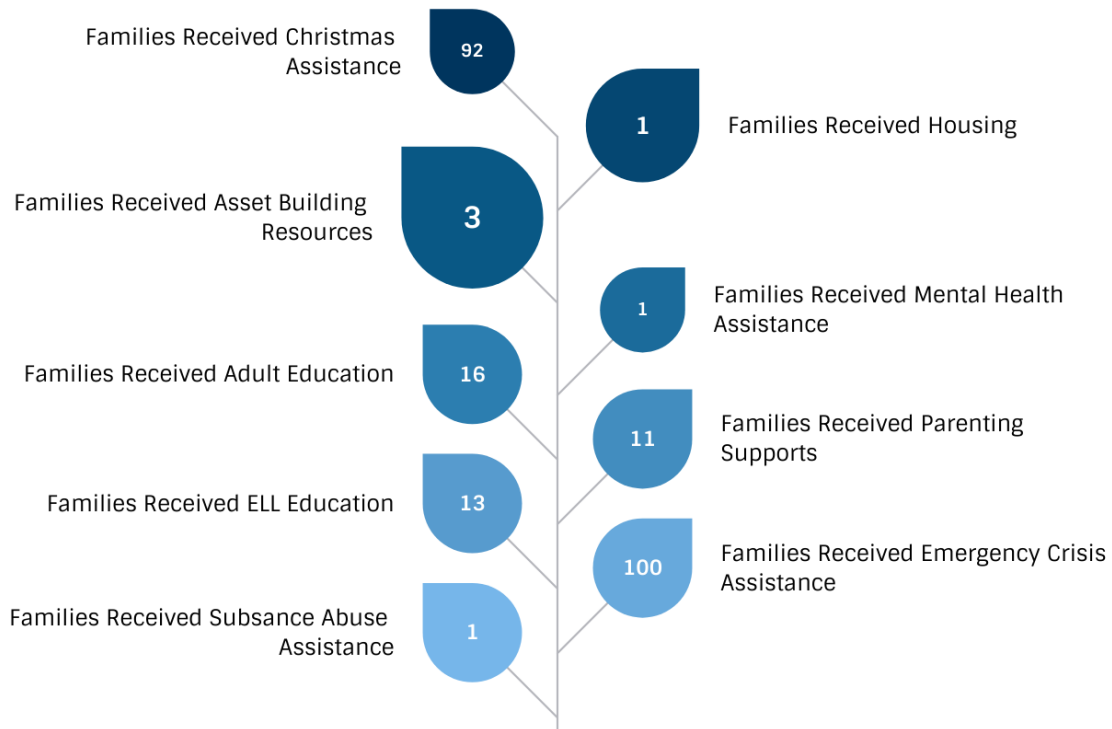 Families Received Christmas
Assistance
92
1
Families Received Housing
Families Received Asset Building
Resources
3
1
Families Received Mental Health
Assistance
Families Received Adult Education
16
11
Families Received Parenting
Supports
Families Received ELL Education
13
100
Families Received Emergency Crisis
Assistance
Families Received Subsance Abuse
Assistance
1